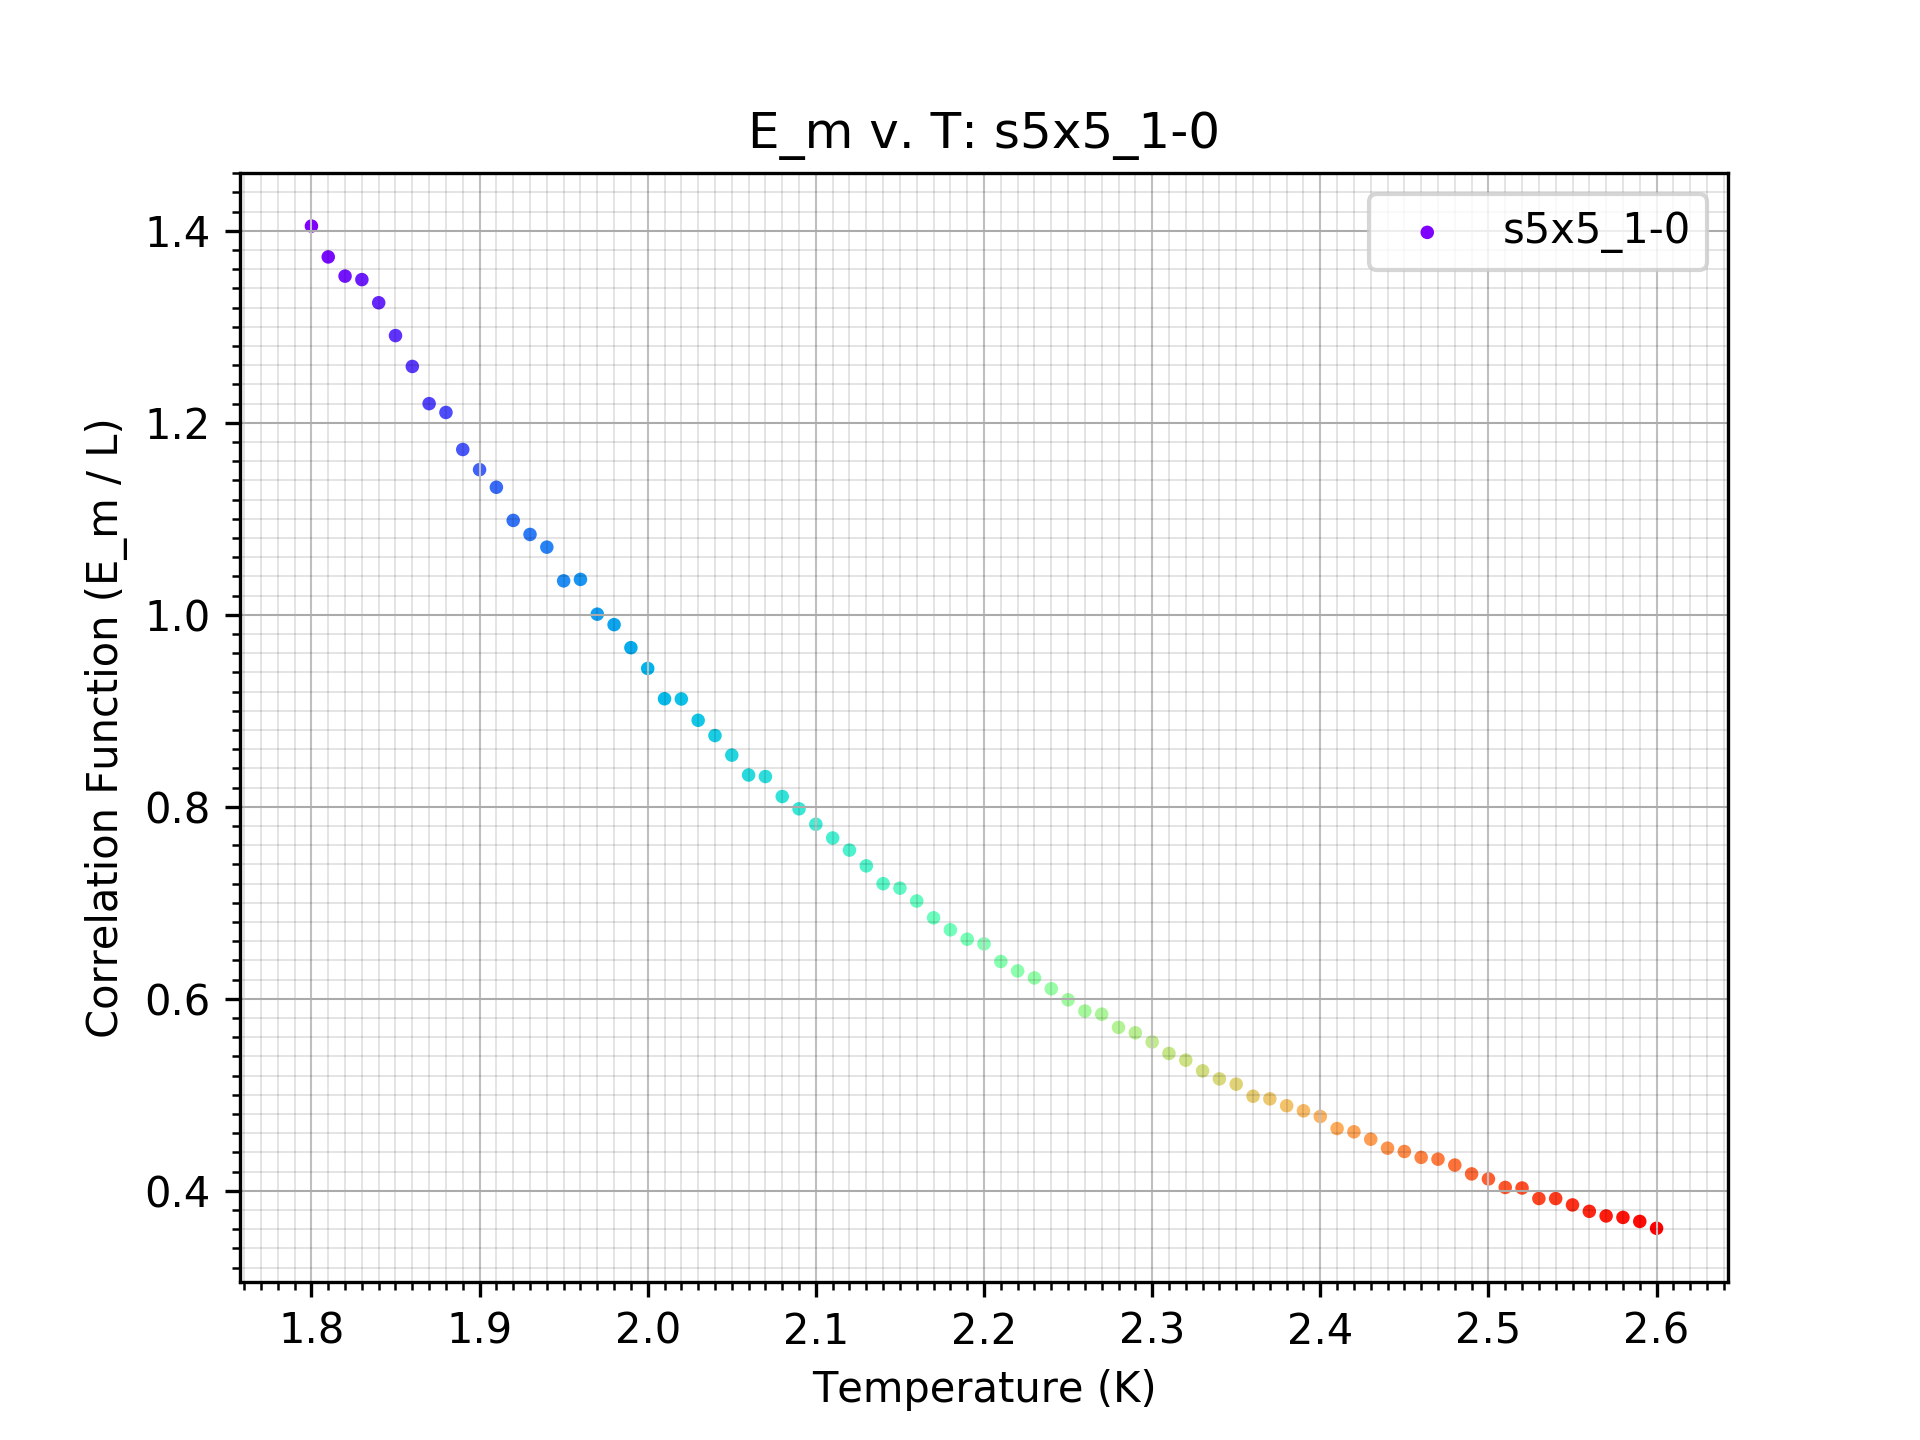 E_m v. T: s5x5_1-0
s5x5_1-0
Correlation Function (E_m / L)
1.4
1.2
1.0
0.8
0.6
0.4
1.8 1.9 2.0 2.1 2.2 2.3 2.4 2.5 2.6
Temperature (K)